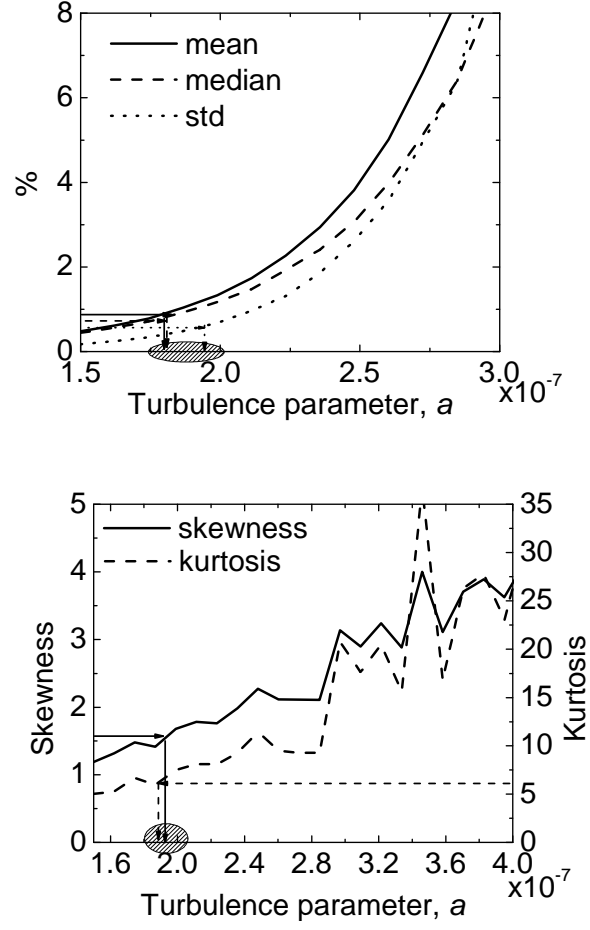 8
6
4
2
0
%
mean
median
std
1.5 2.0 2.5 3.0
x10-7
Turbulence parameter, a
5
4
3
2
1
0
Skewness
skewness
kurtosis
35
30
25
20
15
10
5
0
Kurtosis
1.6 2.0 2.4 2.8 3.2 3.6 4.0
x10-7
Turbulence parameter, a